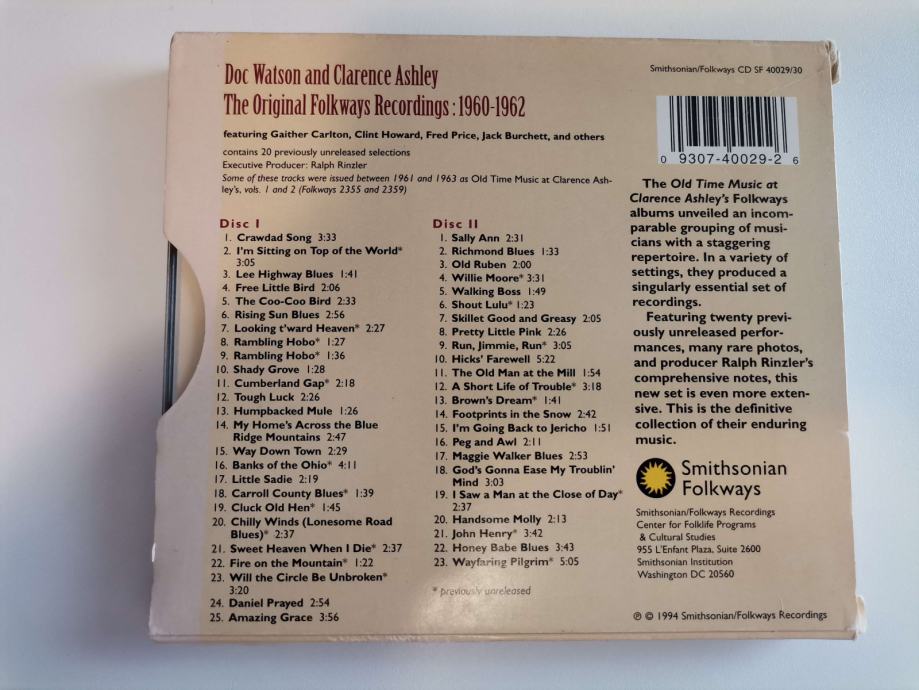 Doc Watson and Clarence Ashley
The Original Folkways Recordings : 1960-1962
Smithsonian/Folkways CD SF 40029/30
featuring Gaither Carlton, Clint Howard, Fred Price, Jack Burchett, and others
contains 20 previously unreleased selections
Executive Producer: Ralph Rinzler
Some of these tracks were issued between 1961 and 1963 as Old Time Music at Clarence Ash-
ley's, vols. 1 and 2 (Folkways 2355 and 2359)
0 9307-40029-2 6
Disc I
1. Crawdad Song 3:33
2. I'm Sitting on Top of the World*
3:05
3. Lee Highway Blues 1:41
4. Free Little Bird 2:06
5. The Coo-Coo Bird 2:33
6. Rising Sun Blues 2:56
7. Looking t'ward Heaven* 2:27
8. Rambling Hobo* 1:27
9. Rambling Hobo* 1:36
10. Shady Grove 1:28
11. Cumberland Gap* 2:18
12. Tough Luck 2:26
13. Humpbacked Mule 1:26
14. My Home's Across the Blue
Ridge Mountains 2:47
15. Way Down Town 2:29
16. Banks of the Ohio* 4:11
17. Little Sadie 2:19
18. Carroll County Blues* 1:39
19. Cluck Old Hen* 1:45
20. Chilly Winds (Lonesome Road
Blues)* 2:37
21. Sweet Heaven When I Die* 2:37
22. Fire on the Mountain* 1:22
23. Will the Circle Be Unbroken*
3:20
24. Daniel Prayed 2:54
25. Amazing Grace 3:56
Disc II
1. Sally Ann 2:31
2. Richmond Blues 1:33
3. Old Ruben 2:00
4. Willie Moore* 3:31
5. Walking Boss 1:49
6. Shout Lulu* 1:23
7. Skillet Good and Greasy 2:05
8. Pretty Little Pink 2:26
9. Run, Jimmie, Run* 3:05
10. Hicks' Farewell 5:22
11. The Old Man at the Mill 1:54
12. A Short Life of Trouble* 3:18
13. Brown's Dream* 1:41
14. Footprints in the Snow 2:42
15. I'm Going Back to Jericho 1:51
16. Peg and Awl 2:11
17. Maggie Walker Blues 2:53
18. God's Gonna Ease My Troublin'
Mind 3:03
19. I Saw a Man at the Close of Day*
2:37
20. Handsome Molly 2:13
21. John Henry* 3:42
22. Honey Babe Blues 3:43
23. Wayfaring Pilgrim* 5:05
* previously unreleased
The Old Time Music at
Clarence Ashley's Folkways
albums unveiled an incom-
parable grouping of musi-
cians with a staggering
repertoire. In a variety of
settings, they produced a
singularly essential set of
recordings.
Featuring twenty previ-
ously unreleased perfor-
mances, many rare photos,
and producer Ralph Rinzler's
comprehensive notes, this
new set is even more exten-
sive. This is the definitive
collection of their enduring
music.
Smithsonian
Folkways
Smithsonian/Folkways Recordings
Center for Folklife Programs
& Cultural Studies
955 L'Enfant Plaza, Suite 2600
Smithsonian Institution
Washington DC 20560
℗ © 1994 Smithsonian/Folkways Recordings